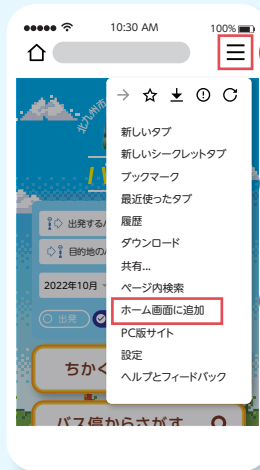 10:30 AM
100%
新しいタブ
新しいシークレットタブ
ブックマーク
最近使ったタブ
履歴
ダウンロード
共有...
ページ内検索
ホーム画面に追加
PC版サイト
設定
ヘルプとフィードバック
北九州市
出発する
目的地の
2022年10月
出発
ちかく
バス停からさがす